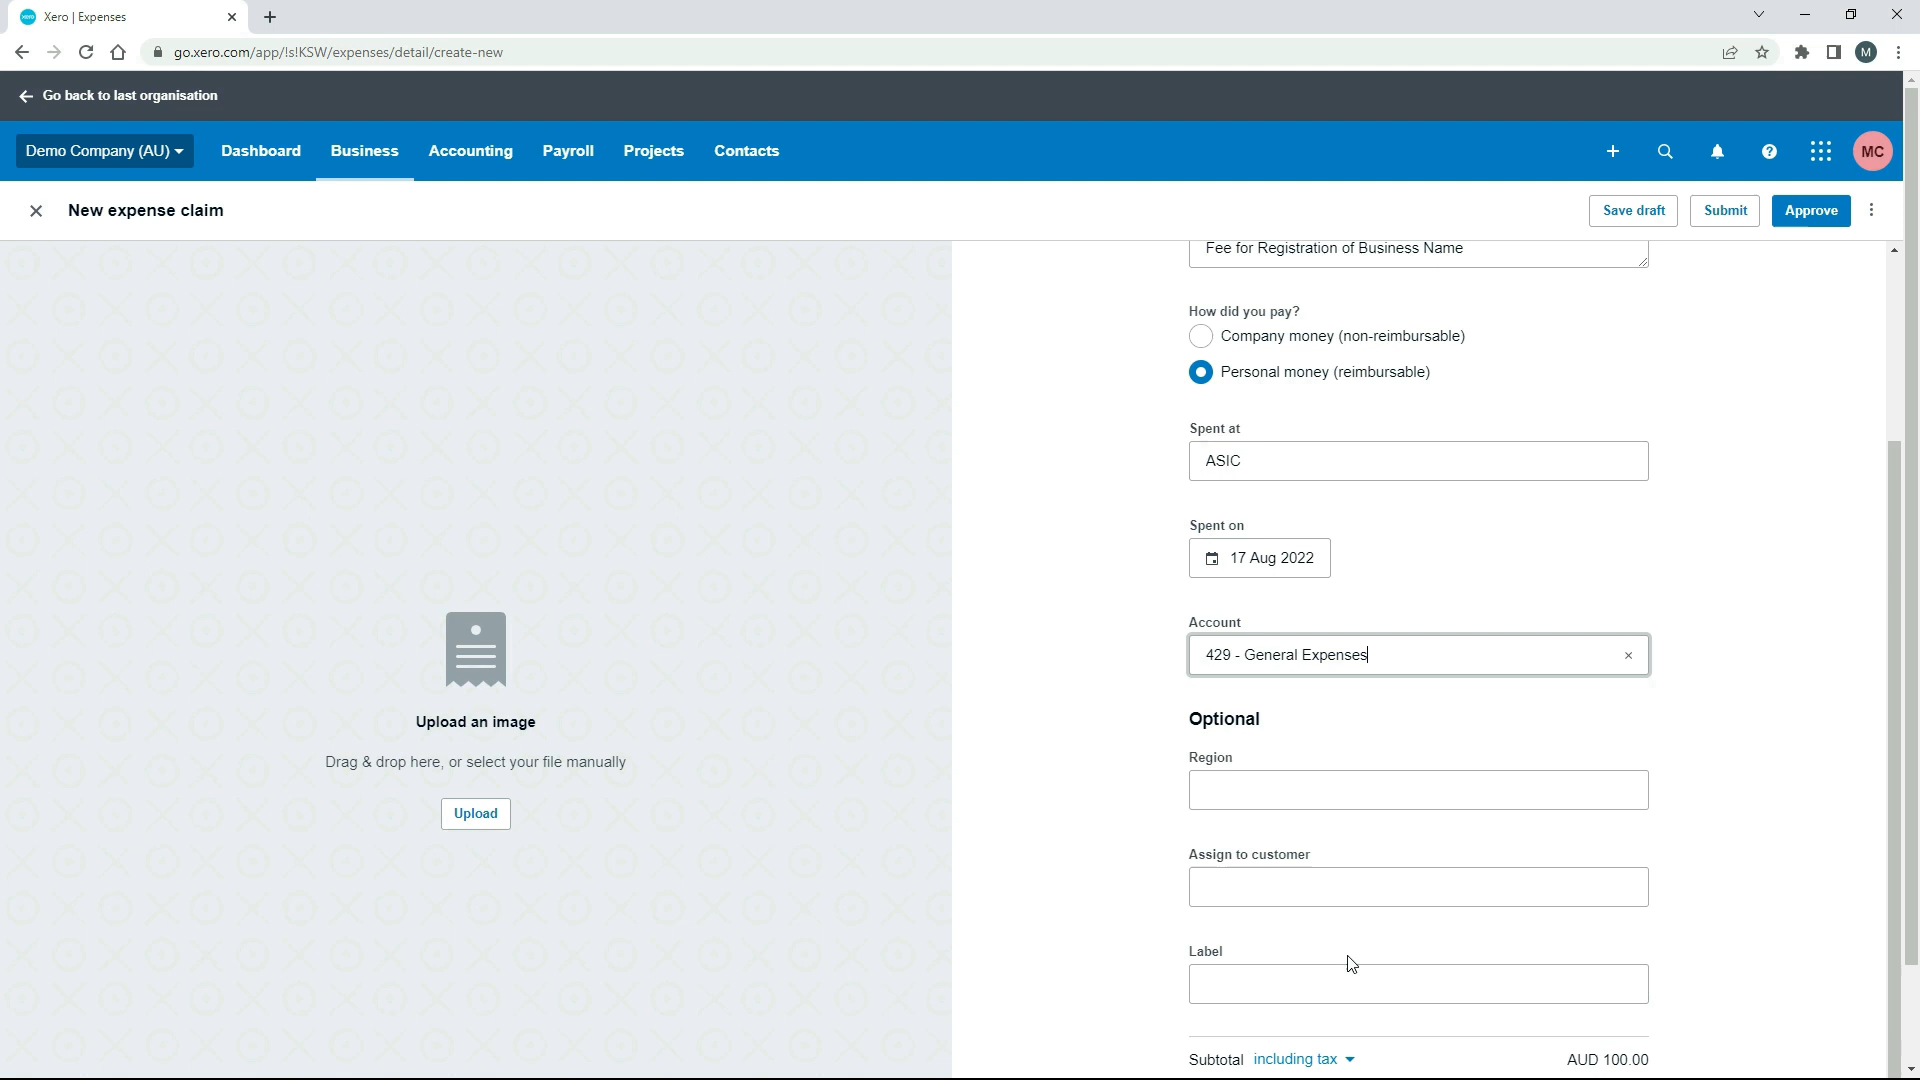 Xero | Expenses
go.xero.com/app/!s!KSW/expenses/detail/create-new
M
Go back to last organisation
Demo Company (AU)
Dashboard
Business
Accounting
Payroll
Projects
Contacts
MC
New expense claim
Save draft
Submit
Approve
Fee for Registration of Business Name
How did you pay?
Company money (non-reimbursable)
Personal money (reimbursable)
Spent at
ASIC
Spent on
17 Aug 2022
Account
429 - General Expenses
Optional
Region
Assign to customer
Label
Subtotal including tax AUD 100.00
Upload an image
Drag & drop here, or select your file manually
Upload